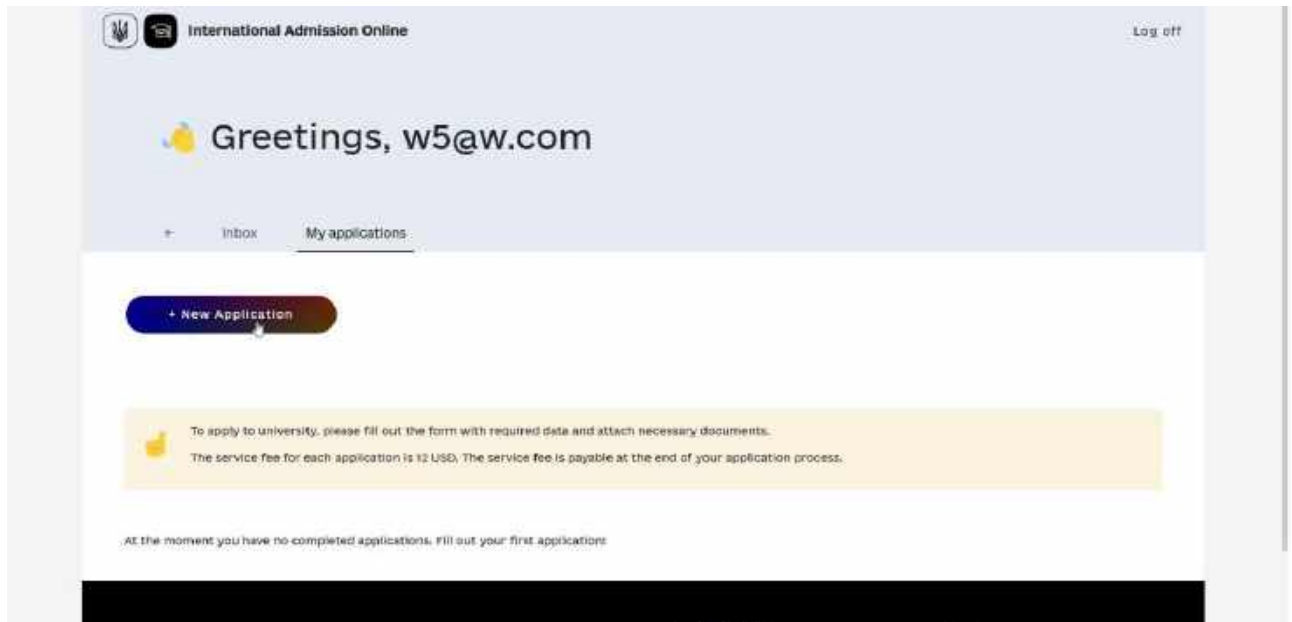 International Admission Online
Log off
Greetings, w5@w.com
← Inbox My applications
+ New Application
To apply to university, please fill out the form with required data and attach necessary documents.
The service fee for each application is 12 USD. The service fee is payable at the end of your application process.
At the moment you have no completed applications. Fill out your first application!